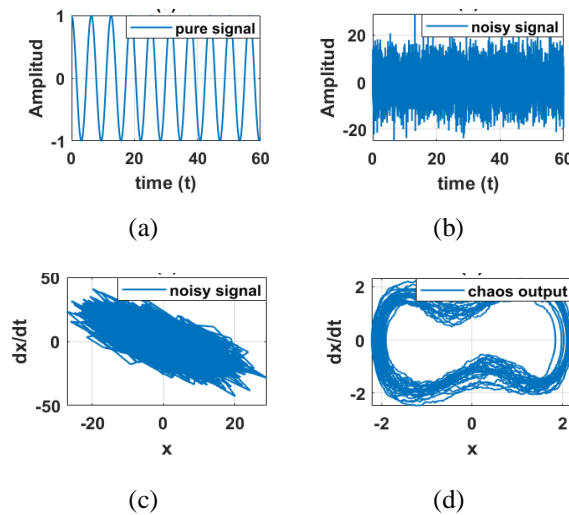 pure signal
Amplitud
1
0
-1
0 20 40 60
time (t)
(a)
noisy signal
Amplitud
20
0
-20
0 20 40 60
time (t)
(b)
noisy signal
dx/dt
50
0
-50
-20 0 20
x
(c)
chaos output
dx/dt
2
0
-2
-2 0 2
x
(d)